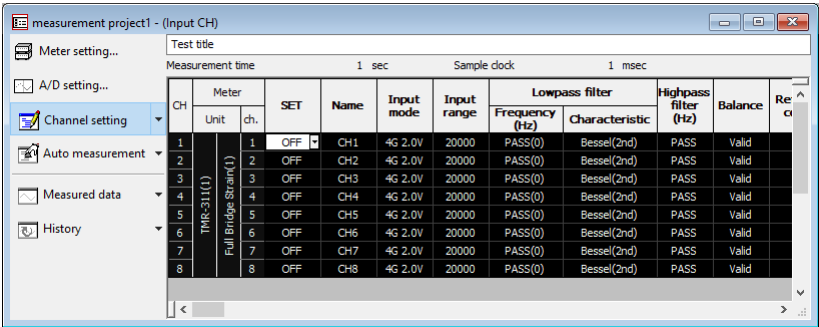 measurement project1 - (Input CH)
Meter setting...
A/D setting...
Channel setting
Auto measurement
Measured data
History
Test title
Measurement time 1 sec Sample clock 1 msec
CH Meter SET Name Input mode Input range Lowpass filter Highpass filter (Hz) Balance
Unit ch. Frequency (Hz) Characteristic
TMR-311(1)
Full Bridge Strain(1)
1 1 OFF CH1 4G 2.0V 20000 PASS(0) Bessel(2nd) PASS Valid
2 2 OFF CH2 4G 2.0V 20000 PASS(0) Bessel(2nd) PASS Valid
3 3 OFF CH3 4G 2.0V 20000 PASS(0) Bessel(2nd) PASS Valid
4 4 OFF CH4 4G 2.0V 20000 PASS(0) Bessel(2nd) PASS Valid
5 5 OFF CH5 4G 2.0V 20000 PASS(0) Bessel(2nd) PASS Valid
6 6 OFF CH6 4G 2.0V 20000 PASS(0) Bessel(2nd) PASS Valid
7 7 OFF CH7 4G 2.0V 20000 PASS(0) Bessel(2nd) PASS Valid
8 8 OFF CH8 4G 2.0V 20000 PASS(0) Bessel(2nd) PASS Valid